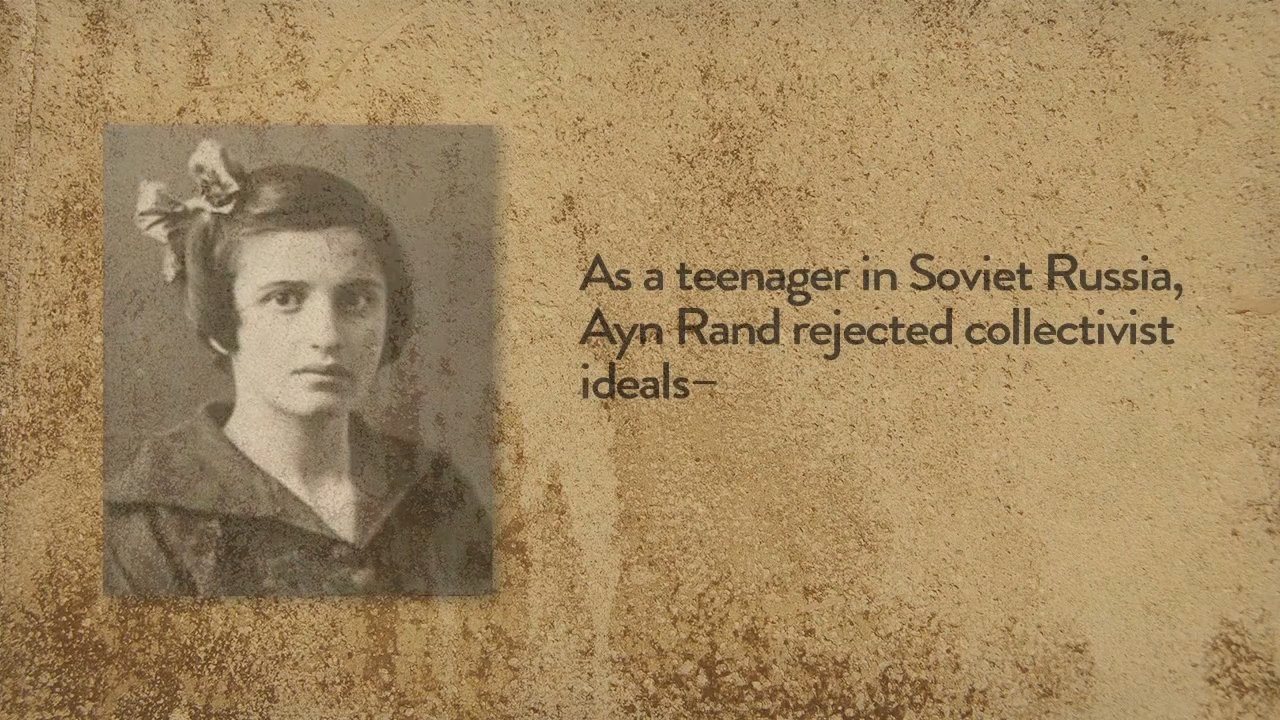 As a teenager in Soviet Russia,
Ayn Rand rejected collectivist
ideals–